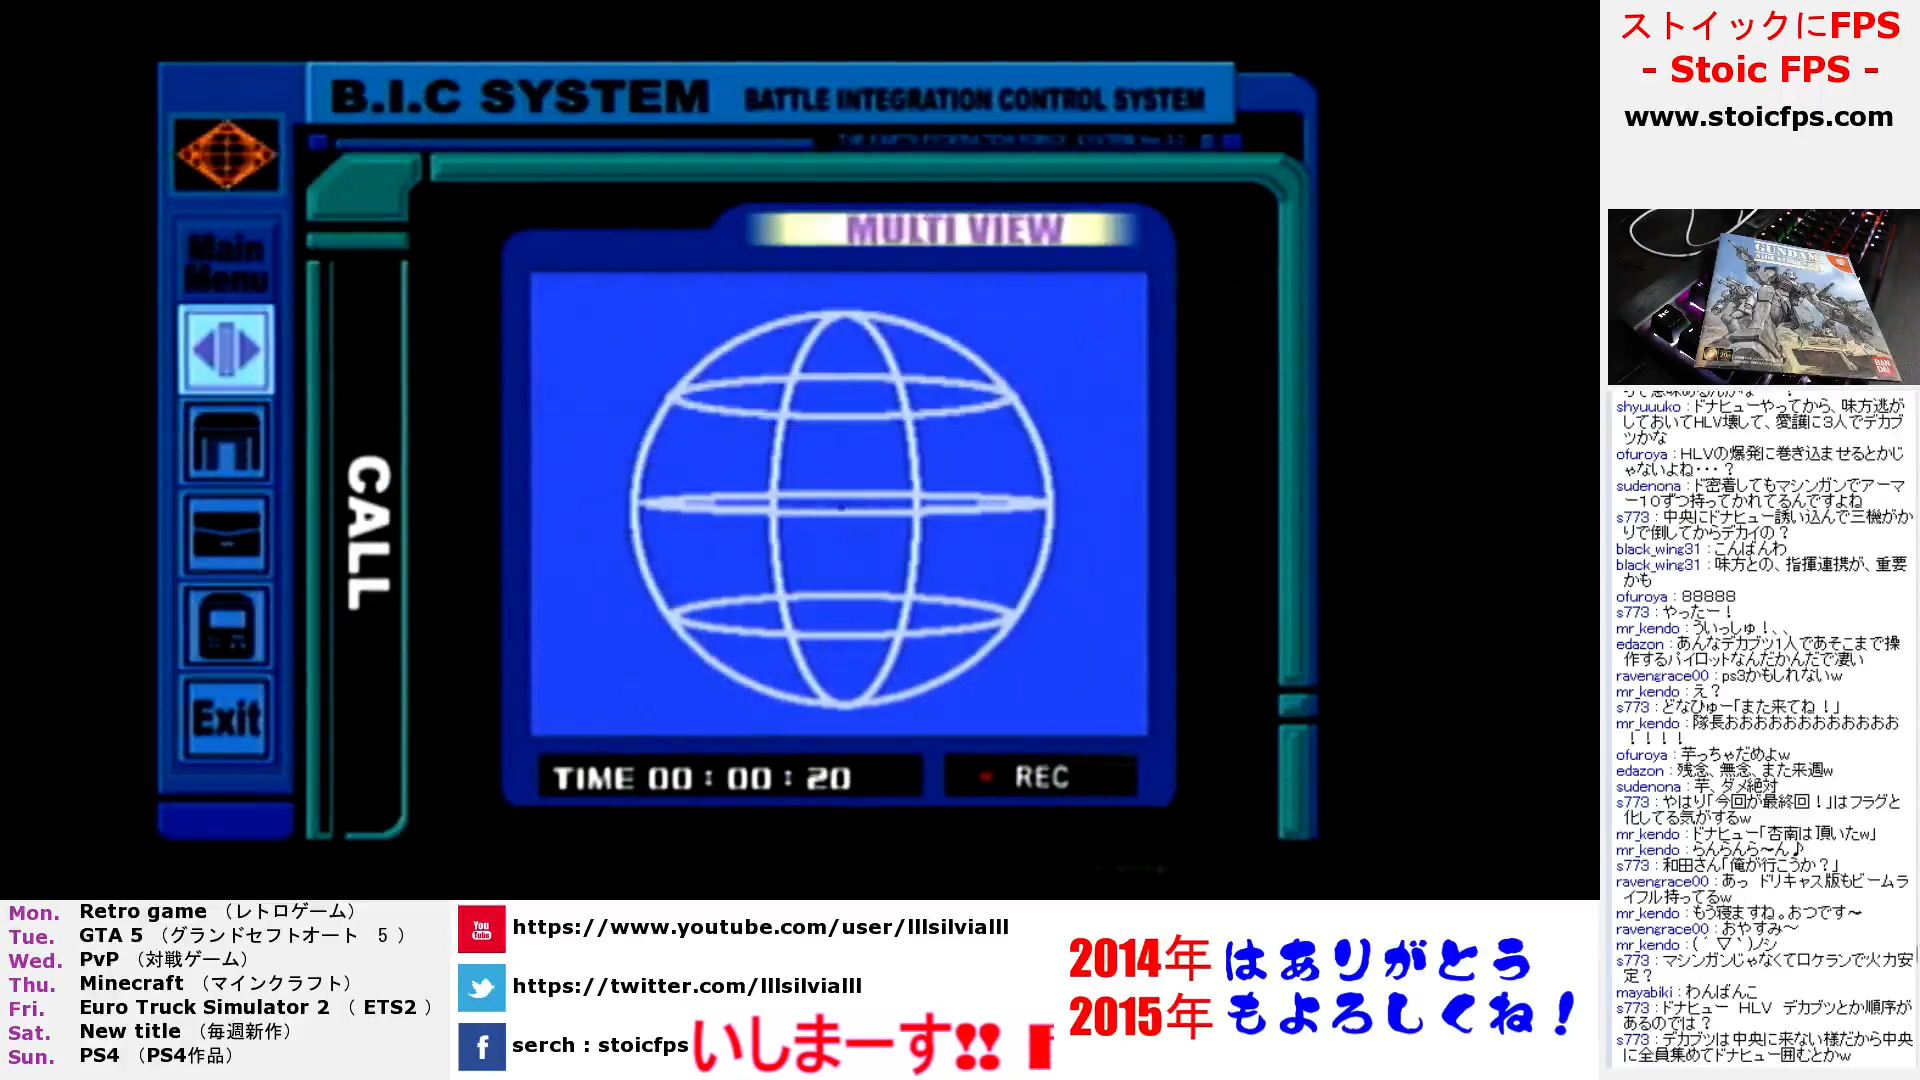 B.I.C SYSTEM BATTLE INTEGRATION CONTROL SYSTEM
Main
Menu
MULTI VIEW
CALL
Exit
TIME 00 : 00 : 20
REC
ストイックにFPS
- Stoic FPS -
www.stoicfps.com
GUNDAM
SIDE STORY
BAN
DAI
shyuuuko : ドナヒューやってから、味方逃が
しておいてHLV壊して、愛護に3人でデカブ
ツかな
ofuroya : HLVの爆発に巻き込ませるとかじ
ゃないよね・・・？
sudenona : ド密着してもマシンガンでアーマ
ー10ずつ持ってかれてるんですよね
s773 : 中央にドナヒュー誘い込んで三機がか
りで倒してからデカイの？
black_wing31 : こんばんわ
black_wing31 : 味方との、指揮連携が、重要
かも
ofuroya : 88888
s773 : やったー！
mr_kendo : ういっしゅ！、、
edazon : あんなデカブツ1人であそこまで操
作するパイロットなんだかんだで凄い
ravengrace00 : ps3かもしれないw
mr_kendo : え？
s773 : どなひゅー「また来てね！」
mr_kendo : 隊長おおおおおおおおおおおお
！！！！
ofuroya : 芋っちゃだめよw
edazon : 残念、無念、また来週w
sudenona : 芋、ダメ絶対
s773 : やはり「今回が最終回！」はフラグと
化してる気がするw
mr_kendo : ドナヒュー「杏南は頂いたw」
mr_kendo : らんらんら～ん♪
s773 : 和田さん「俺が行こうか？」
ravengrace00 : あっ ドリキャス版もビームラ
イフル持ってるw
mr_kendo : もう寝ますね。おつです～
ravengrace00 : おやすみ～
mr_kendo : ( ´ ▽ ` )ノシ
s773 : マシンガンじゃなくてロケランで火力安
定？
mayabiki : わんばんこ
s773 : ドナヒュー HLV デカブツとか順序が
あるのでは？
s773 : デカブツは中央に来ない様だから中央
に全員集めてドナヒュー囲むとかw
Mon. Retro game （レトロゲーム）
Tue. GTA 5 （グランドセフトオート 5 ）
Wed. PvP （対戦ゲーム）
Thu. Minecraft （マインクラフト）
Fri. Euro Truck Simulator 2 （ ETS2 ）
Sat. New title （毎週新作）
Sun. PS4 （PS4作品）
You
Tube
https://www.youtube.com/user/lllsilvialll
https://twitter.com/lllsilvialll
f
serch : stoicfps
いしまーす!!
2014年 はありがとう
2015年 もよろしくね！